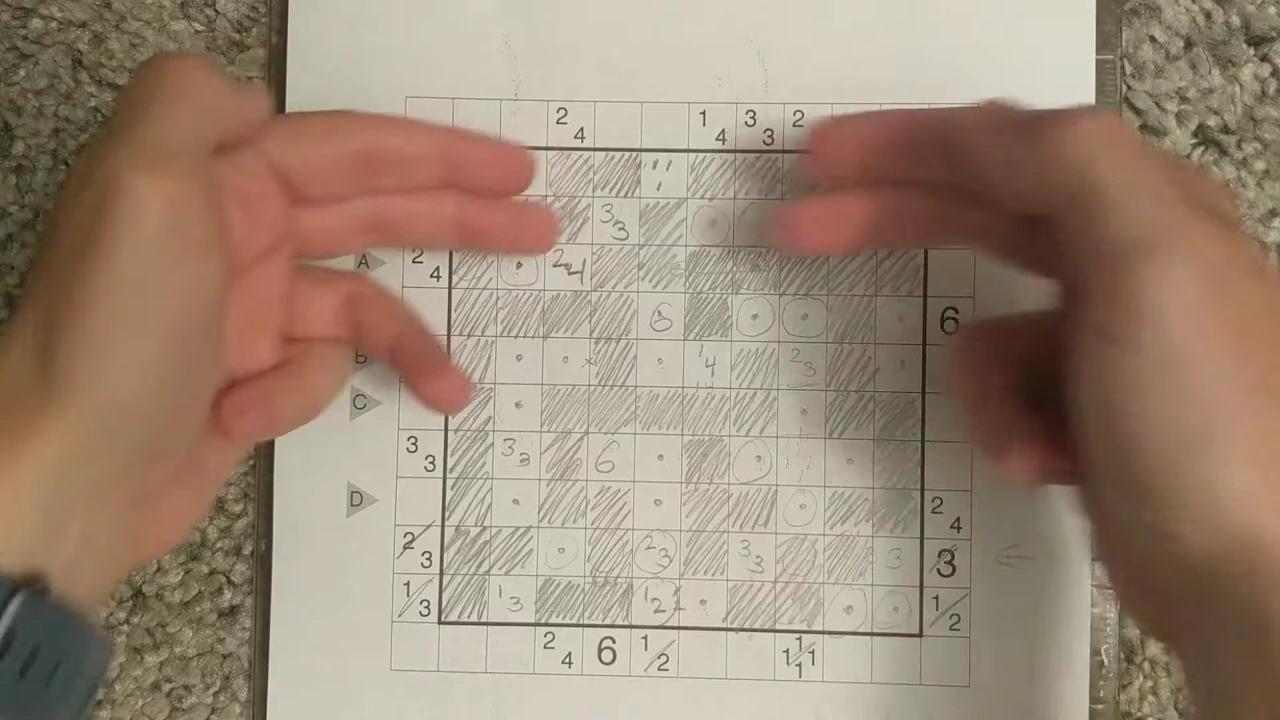 2 4 1 4 3 3 2
3 3
A 2 4 2 4
6 6
B 1 4 2 3
C
3 3 3 3 6
D 2 4
2 3 2 3 3 3 3 3
1 3 1 3 1 2 1 2
2 4 6 1 2 1 1 1 1